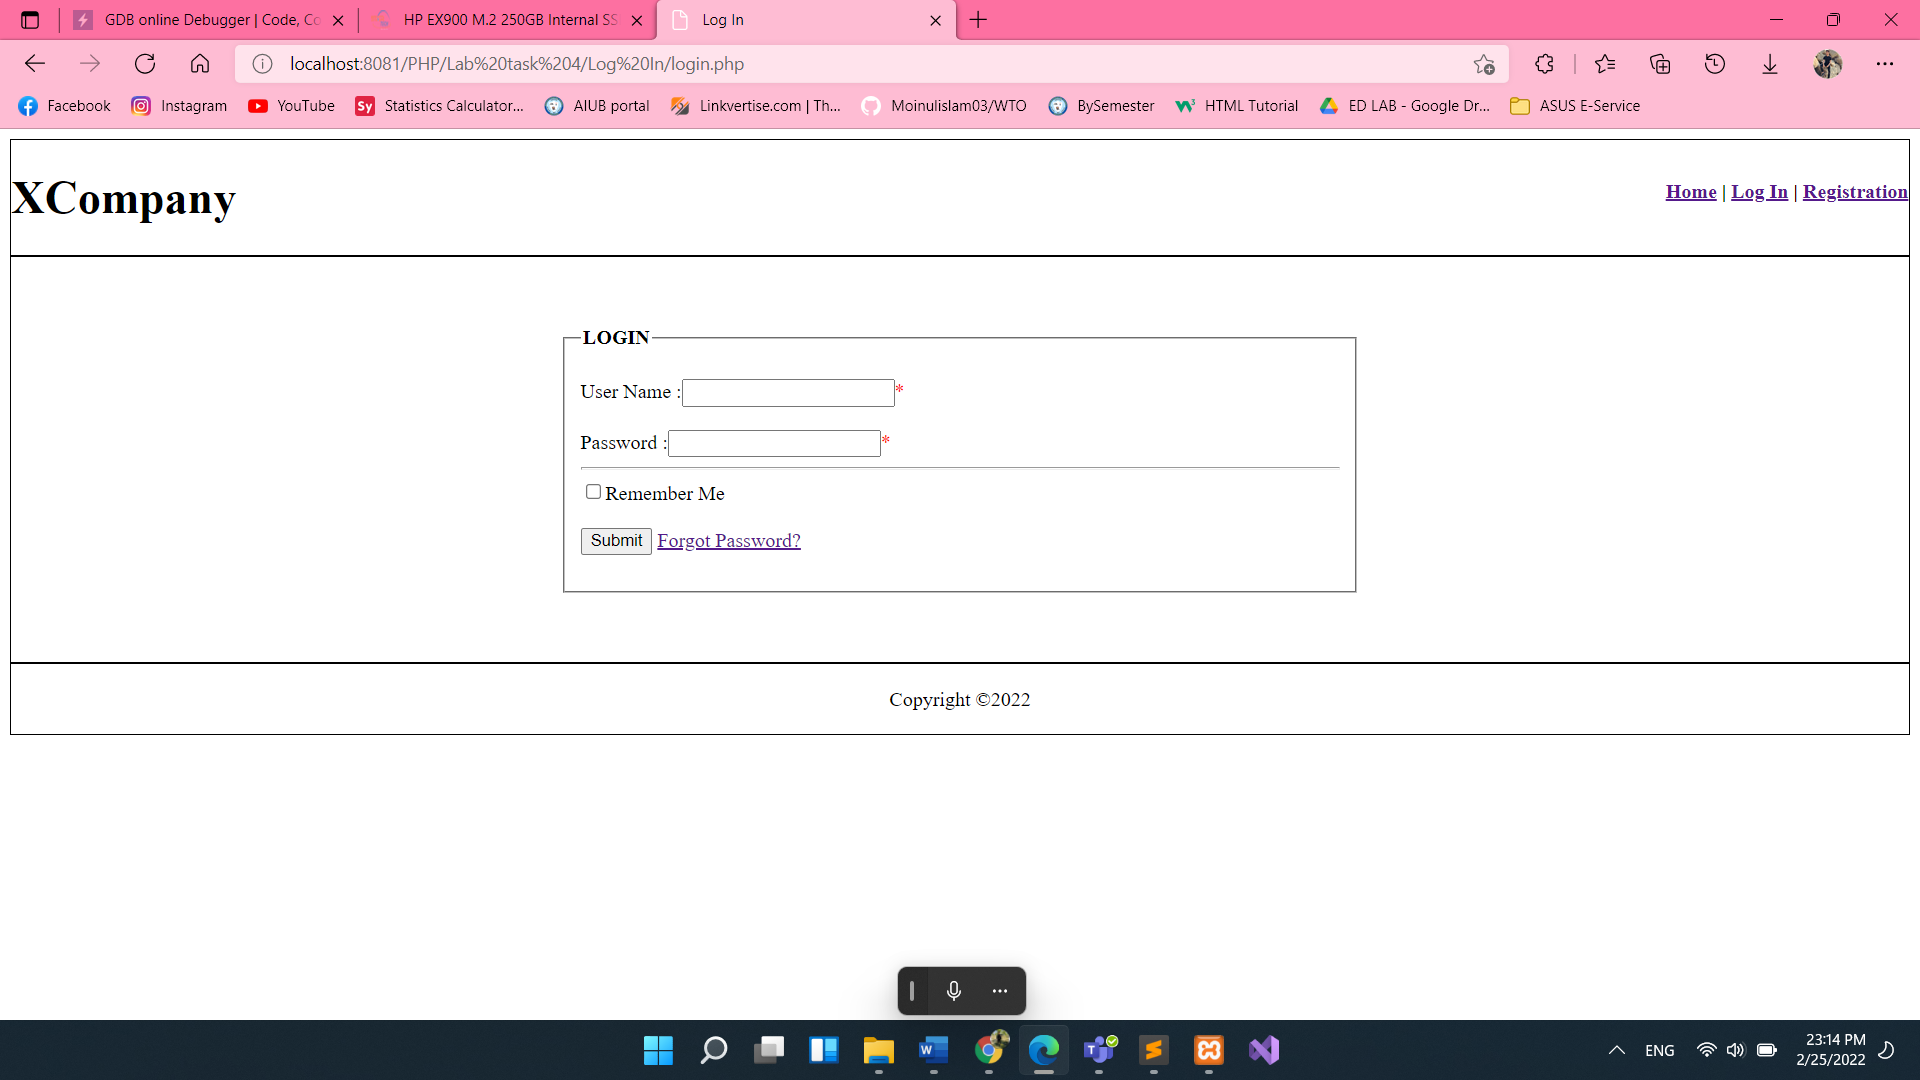 GDB online Debugger | Code, Co
HP EX900 M.2 250GB Internal SS
Log In
localhost:8081/PHP/Lab%20task%204/Log%20In/login.php
Facebook
Instagram
YouTube
Sy Statistics Calculator...
AIUB portal
Linkvertise.com | Th...
Moinulislam03/WTO
BySemester
HTML Tutorial
ED LAB - Google Dr...
ASUS E-Service
XCompany
Home | Log In | Registration
LOGIN
User Name :*
Password :*
Remember Me
Submit Forgot Password?
Copyright ©2022
ENG
23:14 PM
2/25/2022